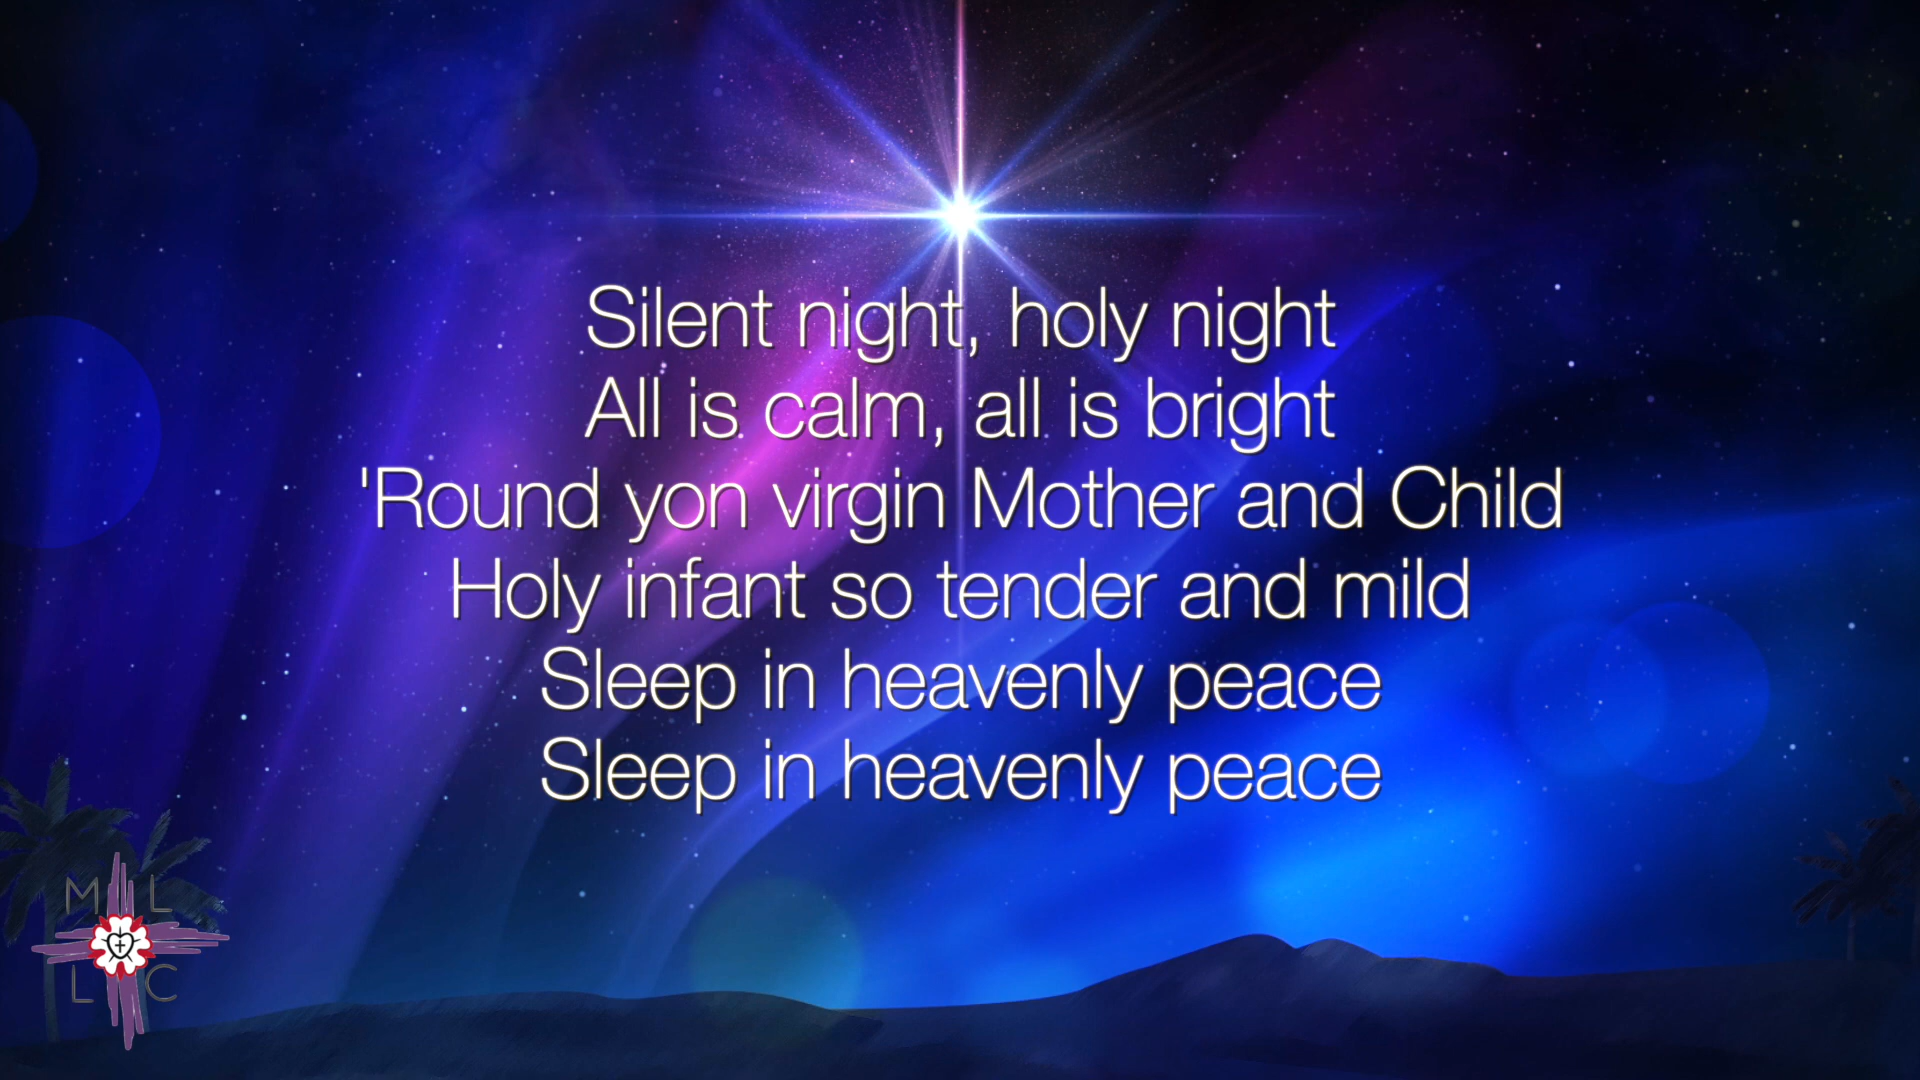 Silent night, holy night
All is calm, all is bright
'Round yon virgin Mother and Child
Holy infant so tender and mild
Sleep in heavenly peace
Sleep in heavenly peace
M L
L C